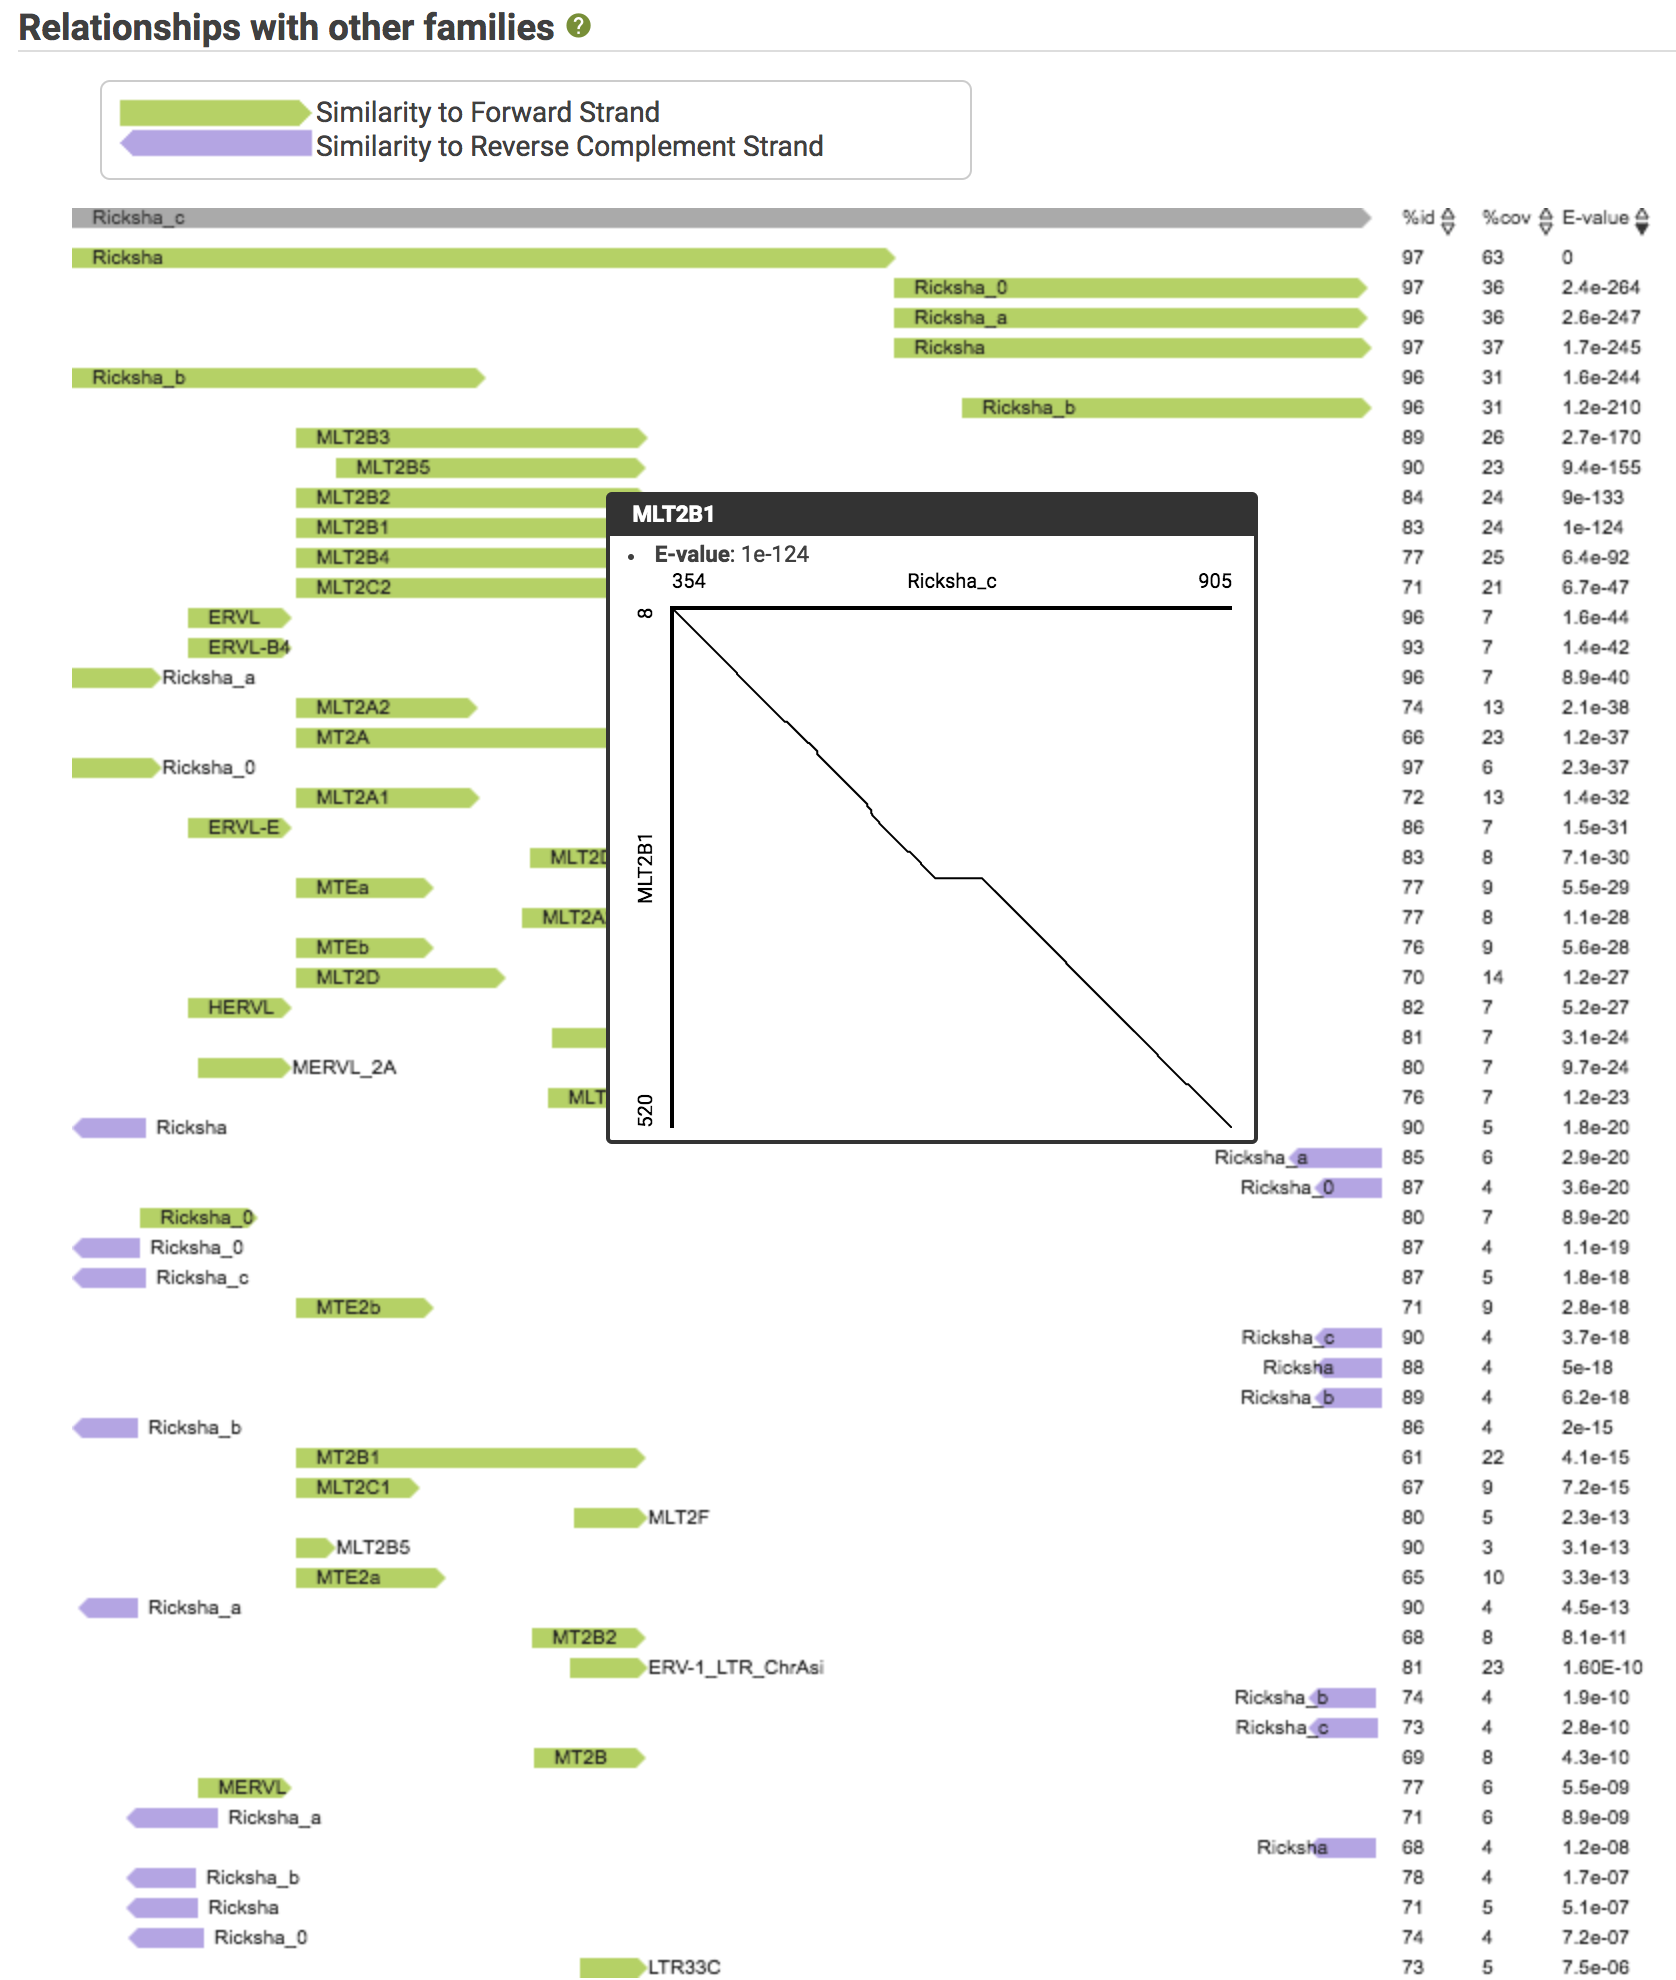 Relationships with other families ?
Similarity to Forward Strand
Similarity to Reverse Complement Strand
Ricksha_c %id %cov E-value
Ricksha 97 63 0
Ricksha_0 97 36 2.4e-264
Ricksha_a 96 36 2.6e-247
Ricksha 97 37 1.7e-245
Ricksha_b 96 31 1.6e-244
Ricksha_b 96 31 1.2e-210
MLT2B3 89 26 2.7e-170
MLT2B5 90 23 9.4e-155
MLT2B2 84 24 9e-133
MLT2B1 83 24 1e-124
MLT2B4 77 25 6.4e-92
MLT2C2 71 21 6.7e-47
ERVL 96 7 1.6e-44
ERVL-B4 93 7 1.4e-42
Ricksha_a 96 7 8.9e-40
MLT2A2 74 13 2.1e-38
MT2A 66 23 1.2e-37
Ricksha_0 97 6 2.3e-37
MLT2A1 72 13 1.4e-32
ERVL-E 86 7 1.5e-31
83 8 7.1e-30
MTEa 77 9 5.5e-29
MLT2A 77 8 1.1e-28
MTEb 76 9 5.6e-28
MLT2D 70 14 1.2e-27
HERVL 82 7 5.2e-27
81 7 3.1e-24
MERVL_2A 80 7 9.7e-24
MLT 76 7 1.2e-23
Ricksha 90 5 1.8e-20
Ricksha_a 85 6 2.9e-20
Ricksha_0 87 4 3.6e-20
Ricksha_0 80 7 8.9e-20
Ricksha_0 87 4 1.1e-19
Ricksha_c 87 5 1.8e-18
MTE2b 71 9 2.8e-18
Ricksha_c 90 4 3.7e-18
Ricksha 88 4 5e-18
Ricksha_b 89 4 6.2e-18
Ricksha_b 86 4 2e-15
MT2B1 61 22 4.1e-15
MLT2C1 67 9 7.2e-15
MLT2F 80 5 2.3e-13
MLT2B5 90 3 3.1e-13
MTE2a 65 10 3.3e-13
Ricksha_a 90 4 4.5e-13
MT2B2 68 8 8.1e-11
ERV-1_LTR_ChrAsi 81 23 1.60E-10
Ricksha_b 74 4 1.9e-10
Ricksha_c 73 4 2.8e-10
MT2B 69 8 4.3e-10
MERVL 77 6 5.5e-09
Ricksha_a 71 6 8.9e-09
Ricksha 68 4 1.2e-08
Ricksha_b 78 4 1.7e-07
Ricksha 71 5 5.1e-07
Ricksha_0 74 4 7.2e-07
LTR33C 73 5 7.5e-06
MLT2B1
• E-value: 1e-124
354 Ricksha_c 905
8
MLT2B1
520